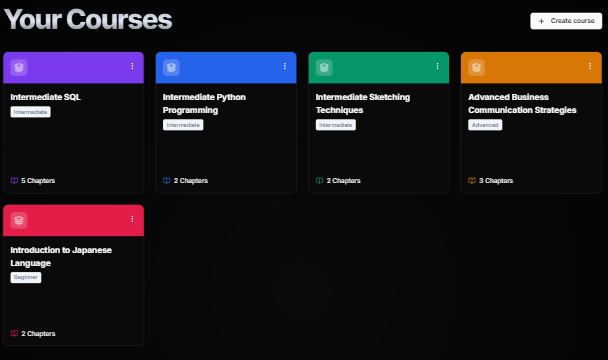 Your Courses
+ Create course
Intermediate SQL
Intermediate
5 Chapters
Intermediate Python
Programming
Intermediate
2 Chapters
Intermediate Sketching
Techniques
Intermediate
2 Chapters
Advanced Business
Communication Strategies
Advanced
3 Chapters
Introduction to Japanese
Language
Beginner
2 Chapters